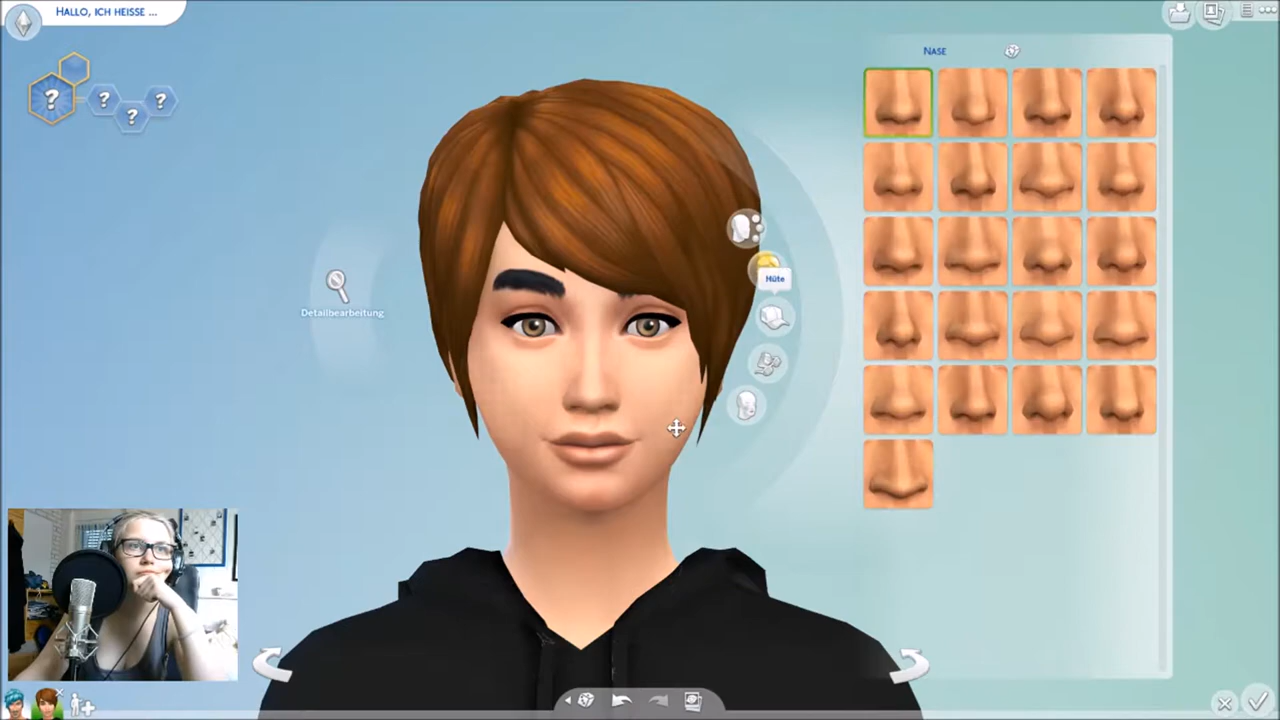 HALLO, ICH HEISSE ...
NASE
?
?
?
?
Hüte
Detailbearbeitung